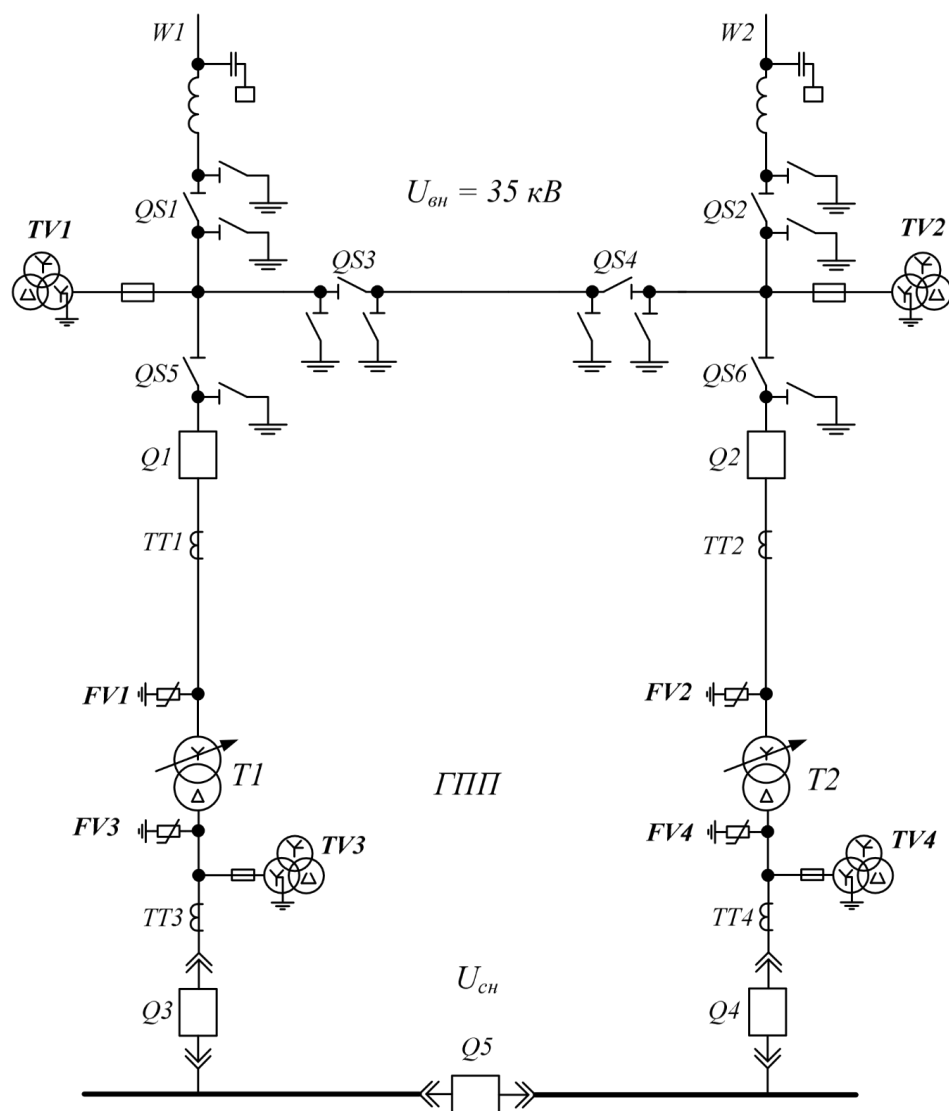 W1
W2
QS1
U_вн = 35 кВ
QS2
TV1
TV2
QS3
QS4
QS5
QS6
Q1
Q2
TT1
TT2
FV1
FV2
T1
ГПП
T2
FV3
TV3
FV4
TV4
TT3
TT4
U_сн
Q3
Q4
Q5